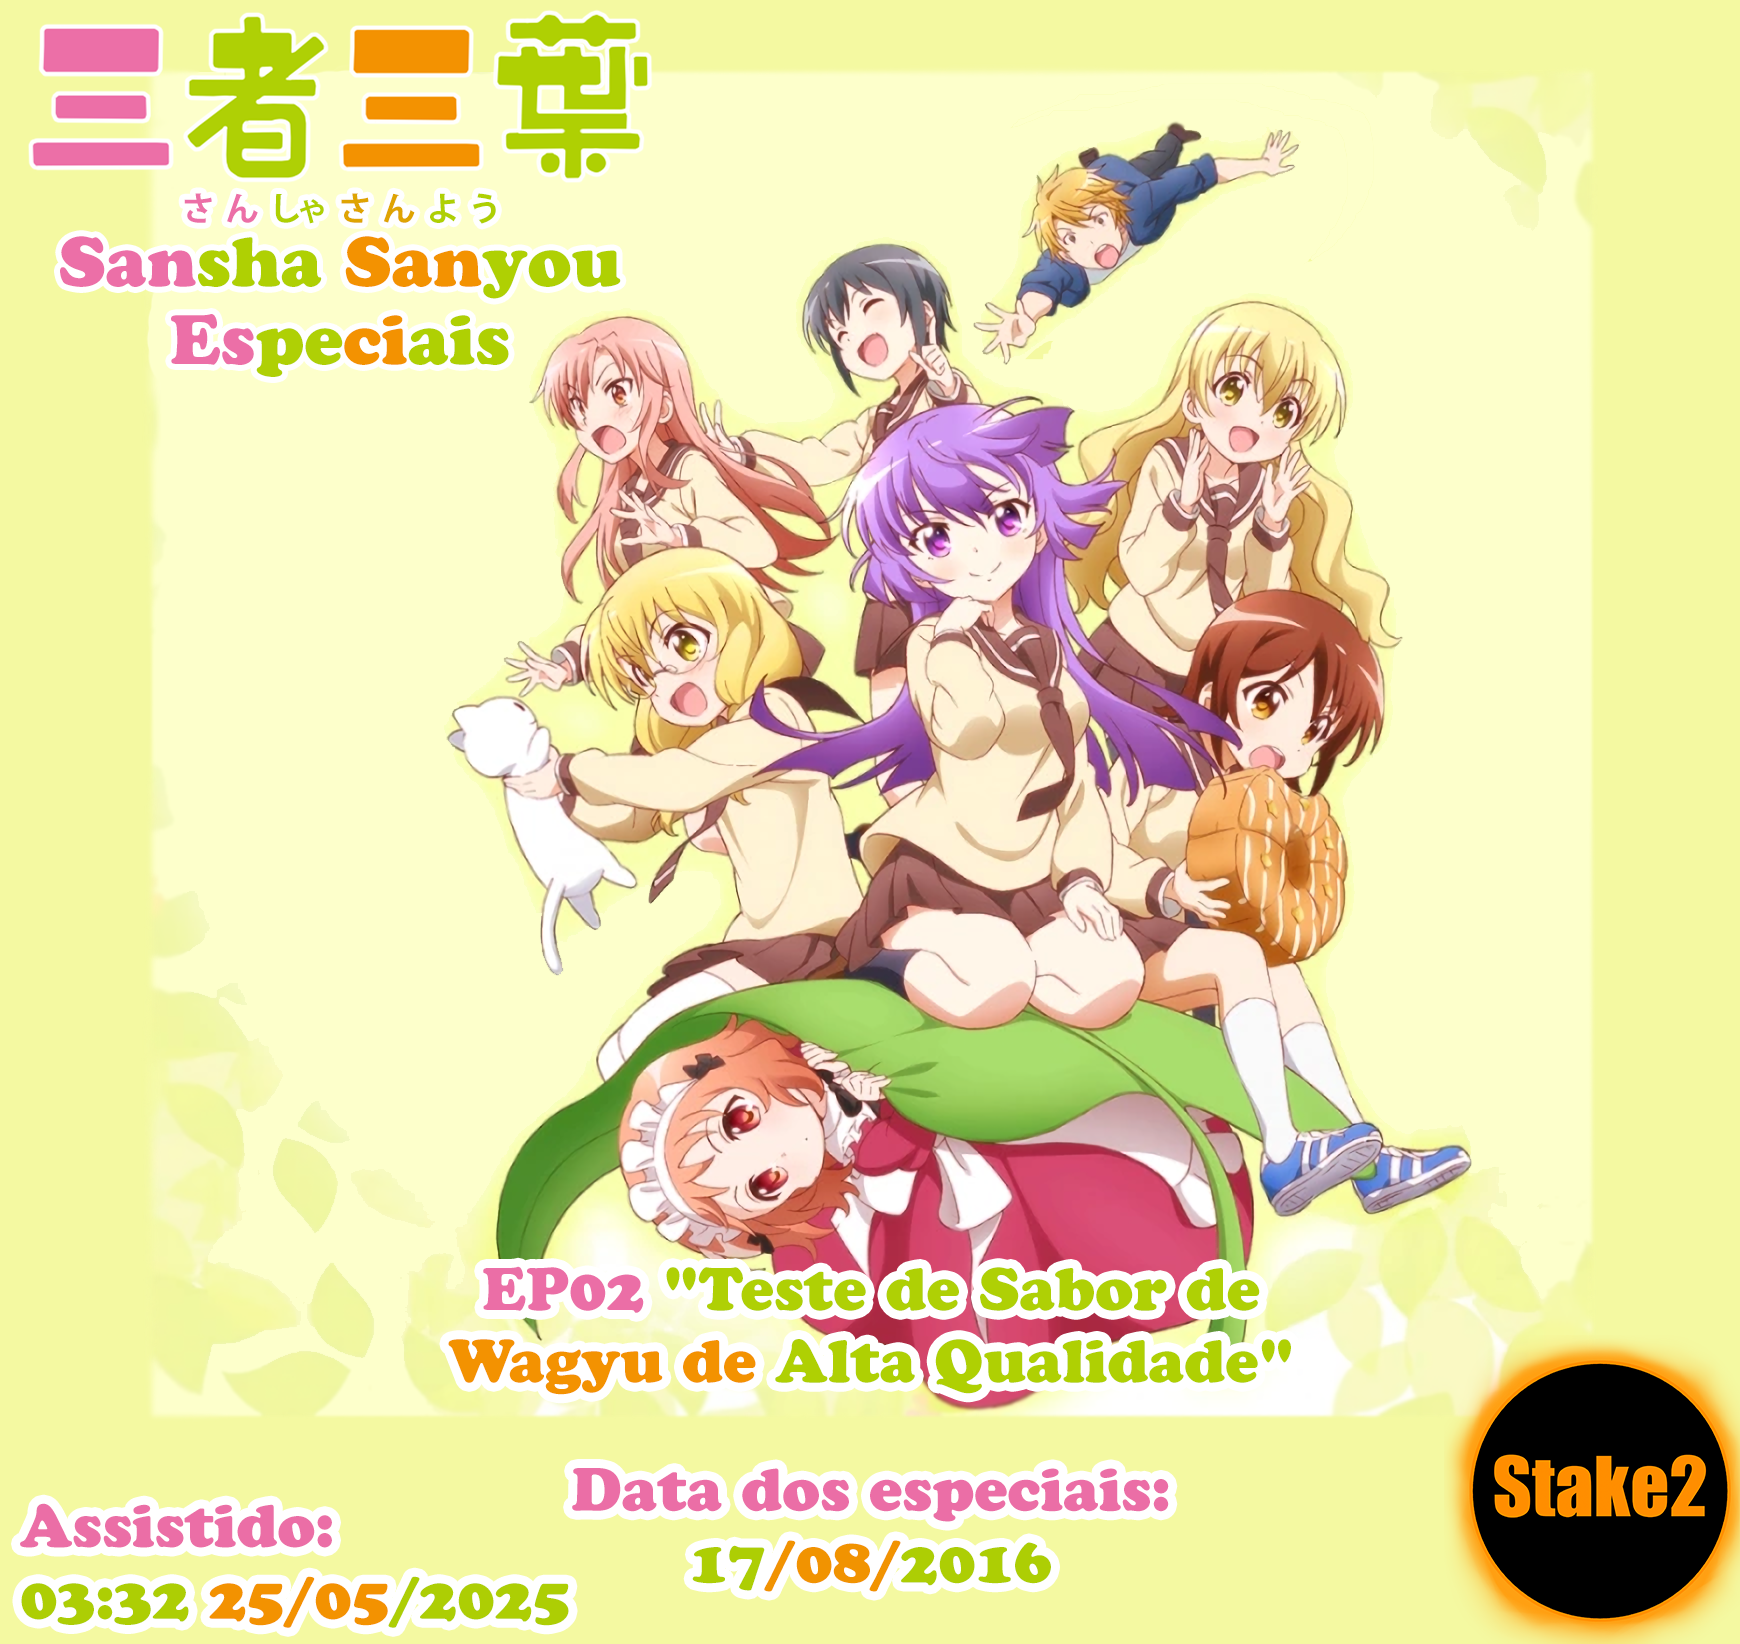 三者三葉
さんしゃさんよう
Sansha Sanyou
Especiais
EP02 "Teste de Sabor de
Wagyu de Alta Qualidade"
Data dos especiais:
17/08/2016
Assistido:
03:32 25/05/2025
Stake2